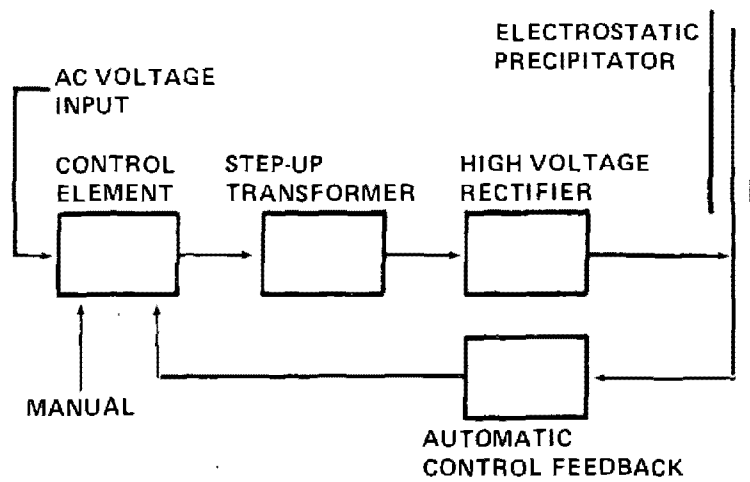 ELECTROSTATIC
PRECIPITATOR
AC VOLTAGE
INPUT
CONTROL
ELEMENT
STEP-UP
TRANSFORMER
HIGH VOLTAGE
RECTIFIER
MANUAL
AUTOMATIC
CONTROL FEEDBACK